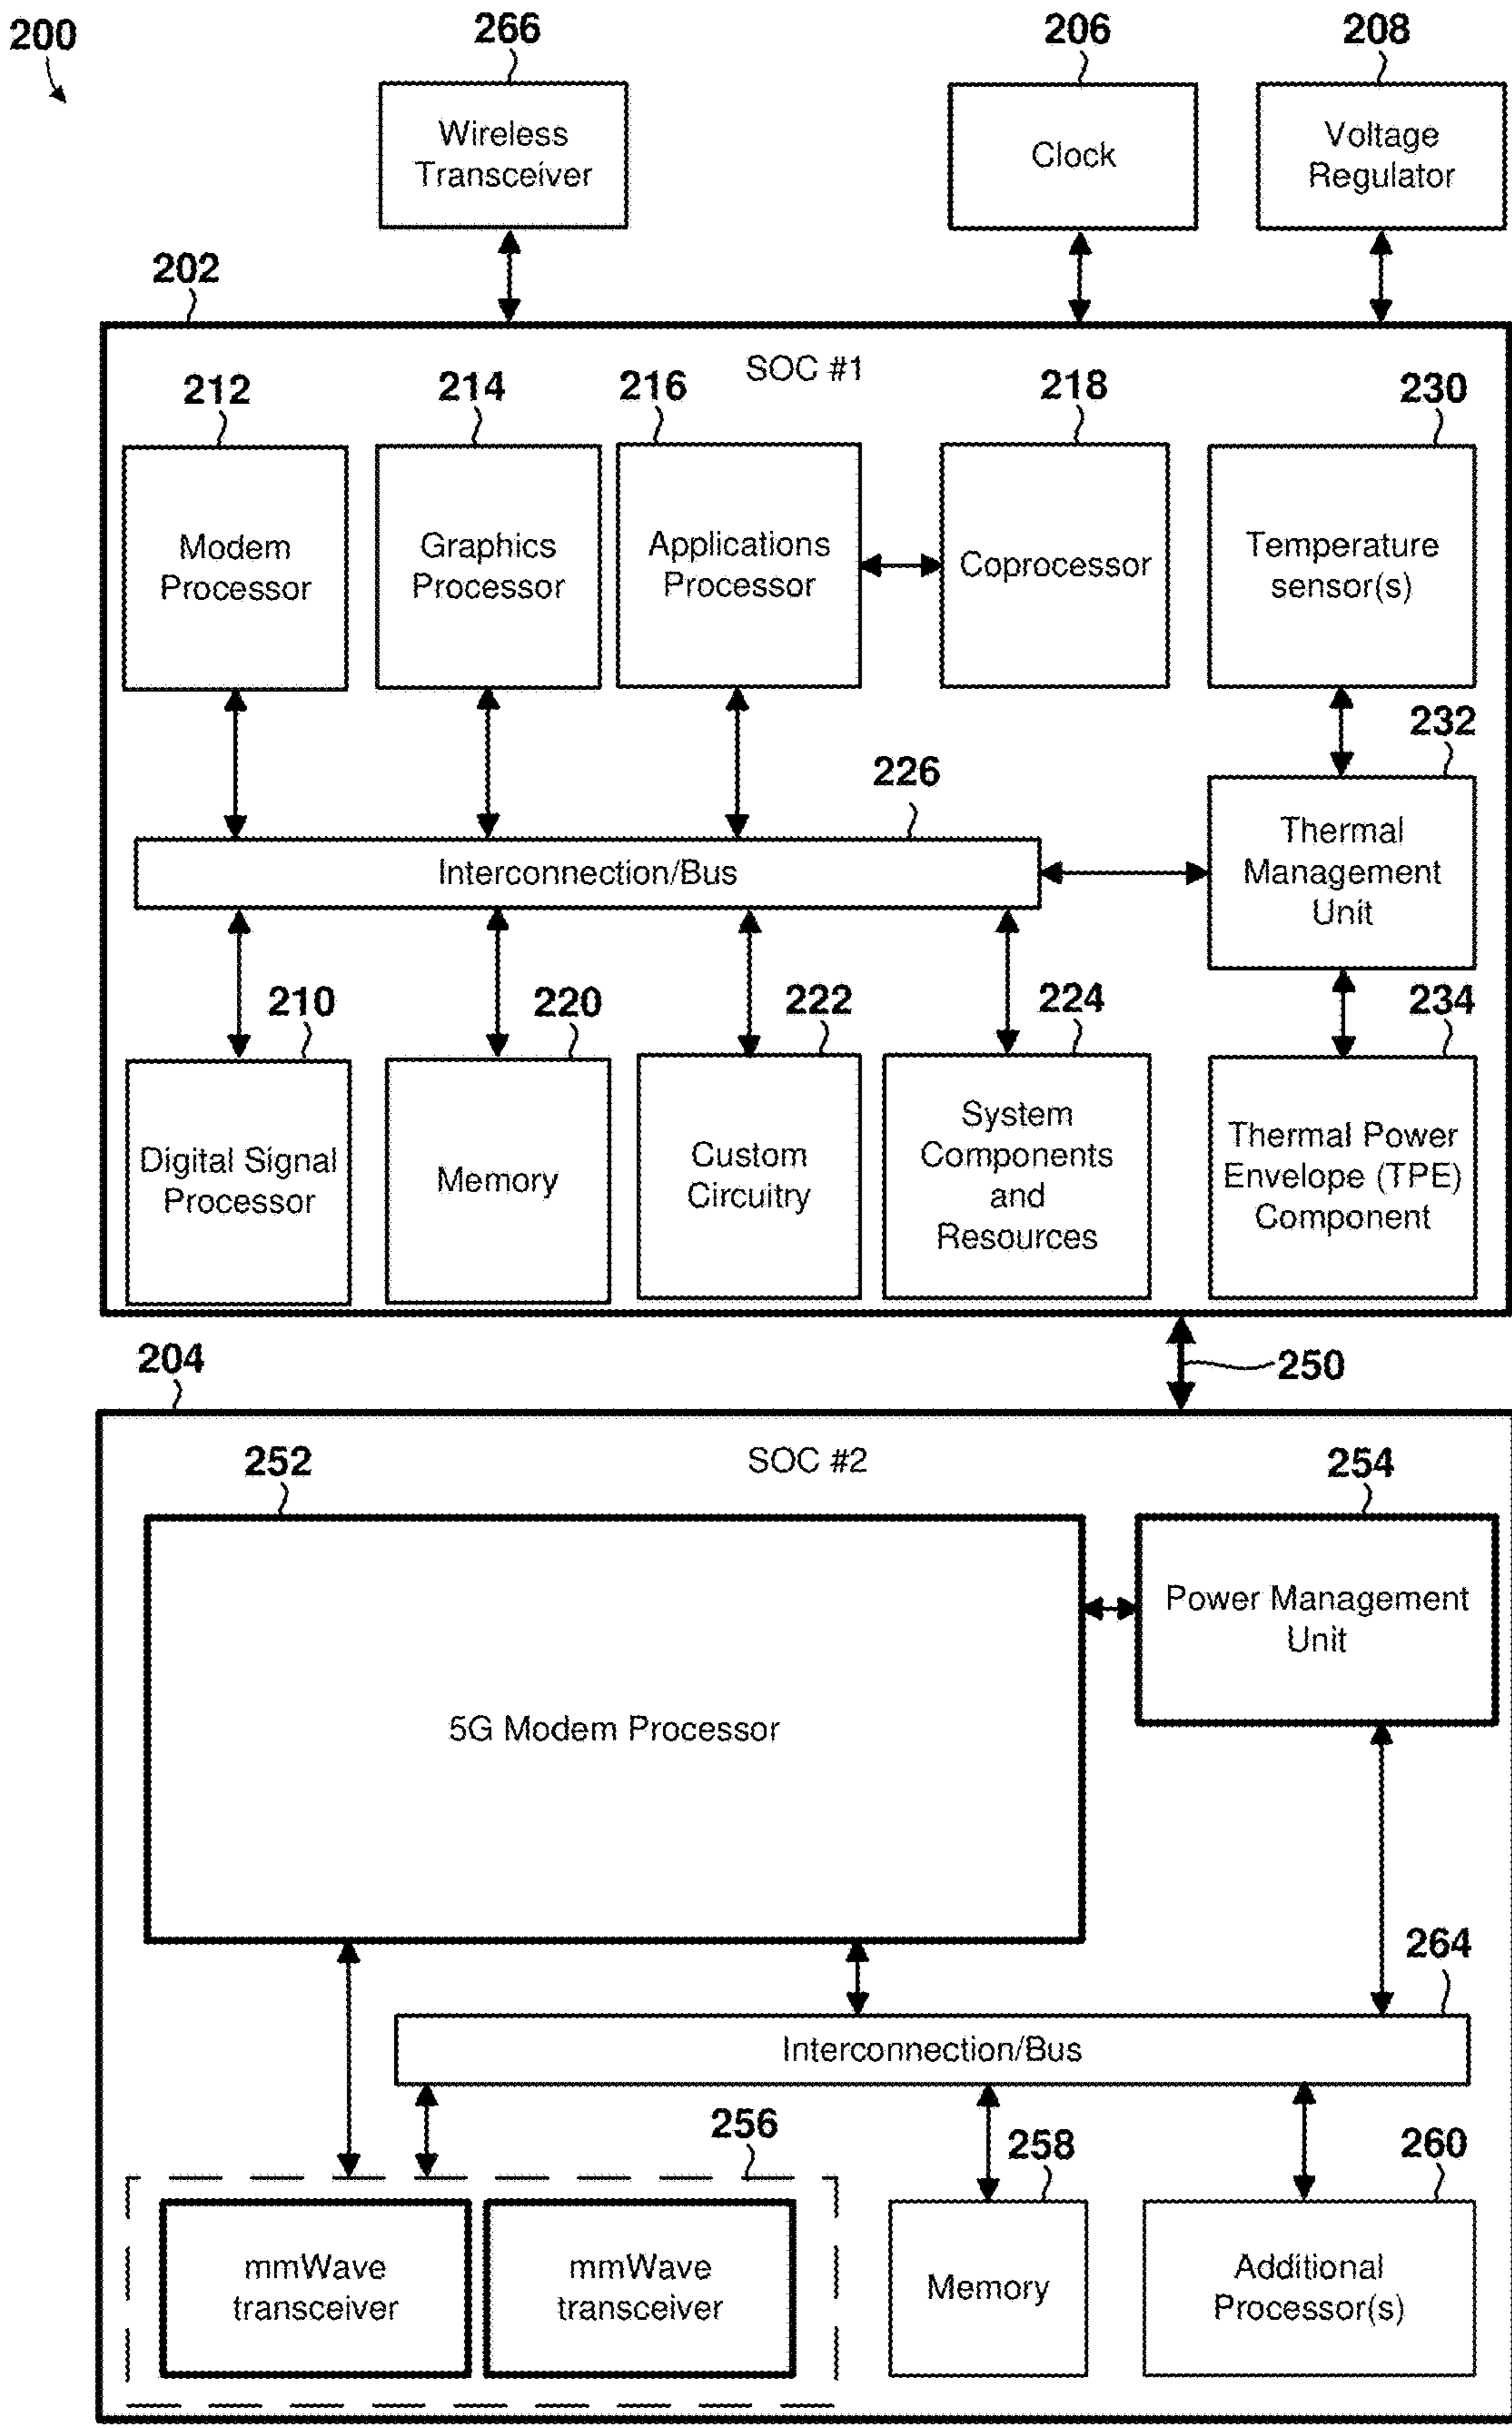 200
266
206
208
Wireless
Transceiver
Clock
Voltage
Regulator
202
SOC #1
212
214
216
218
230
Modem
Processor
Graphics
Processor
Applications
Processor
Coprocessor
Temperature
sensor(s)
232
226
Interconnection/Bus
Thermal
Management
Unit
210
220
222
224
234
Digital Signal
Processor
Memory
Custom
Circuitry
System
Components
and
Resources
Thermal Power
Envelope (TPE)
Component
204
250
SOC #2
252
254
5G Modem Processor
Power Management
Unit
264
Interconnection/Bus
256
258
260
mmWave
transceiver
mmWave
transceiver
Memory
Additional
Processor(s)